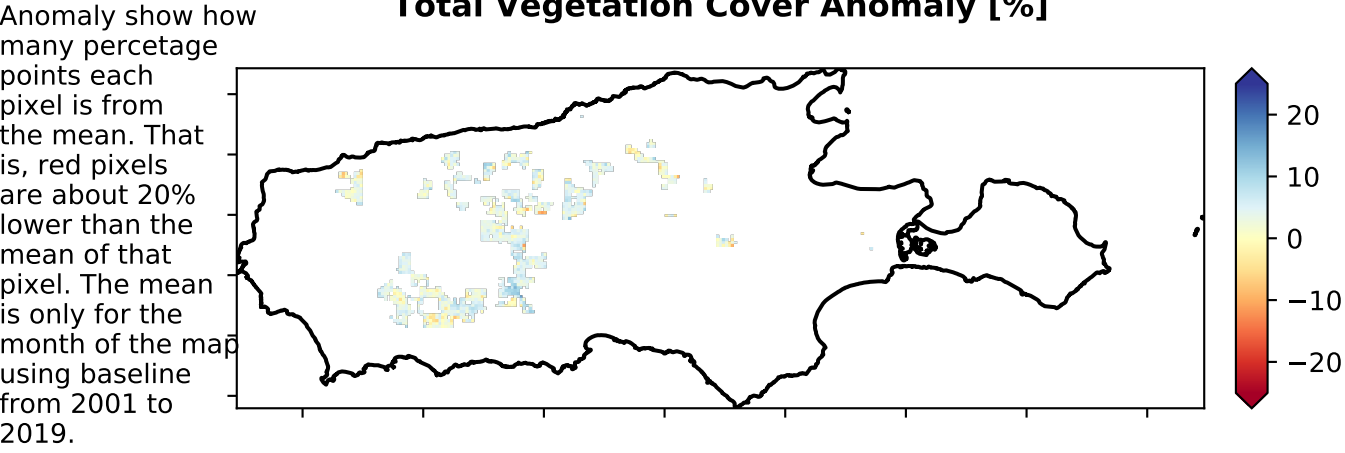 Total Vegetation Cover Anomaly [%]
Anomaly show how
many percetage
points each
pixel is from
the mean. That
is, red pixels
are about 20%
lower than the
mean of that
pixel. The mean
is only for the
month of the map
using baseline
from 2001 to
2019.
20
10
0
−10
−20